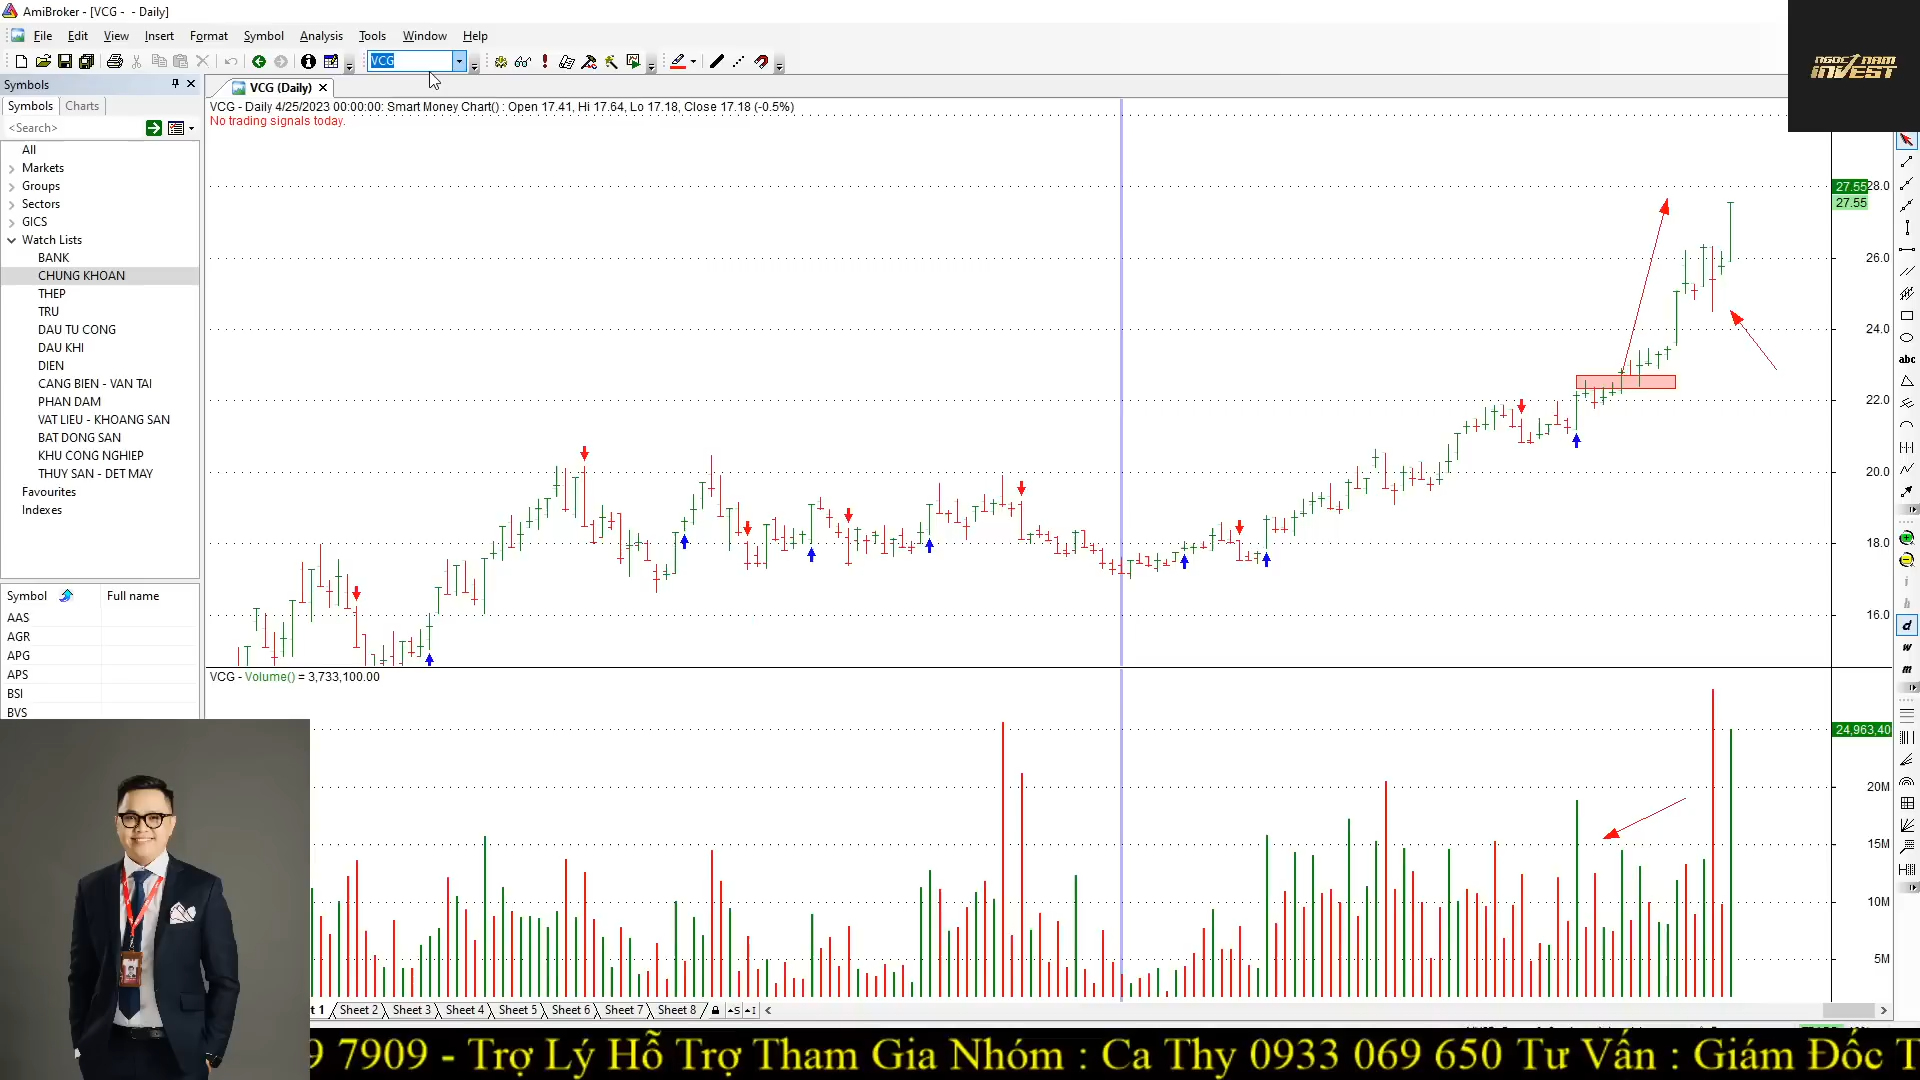 AmiBroker - [VCG - - Daily]
File Edit View Insert Format Symbol Analysis Tools Window Help
VCG
NGOC NAM
INVEST
Symbols
Symbols Charts
VCG (Daily)
<Search>
All
Markets
Groups
Sectors
GICS
Watch Lists
BANK
CHUNG KHOAN
THEP
TRU
DAU TU CONG
DAU KHI
DIEN
CANG BIEN - VAN TAI
PHAN DAM
VAT LIEU - KHOANG SAN
BAT DONG SAN
KHU CONG NGHIEP
THUY SAN - DET MAY
Favourites
Indexes
Symbol Full name
AAS
AGR
APG
APS
BSI
BVS
VCG - Daily 4/25/2023 00:00:00: Smart Money Chart() : Open 17.41, Hi 17.64, Lo 17.18, Close 17.18 (-0.5%)
No trading signals today.
27.55 28.0
27.55
26.0
24.0
22.0
20.0
18.0
16.0
VCG - Volume() = 3,733,100.00
24,963,40
20M
15M
10M
5M
abc
i
h
d
w
m
t 1 Sheet 2 Sheet 3 Sheet 4 Sheet 5 Sheet 6 Sheet 7 Sheet 8
9 7909 - Trợ Lý Hỗ Trợ Tham Gia Nhóm : Ca Thy 0933 069 650 Tư Vấn : Giám Đốc T